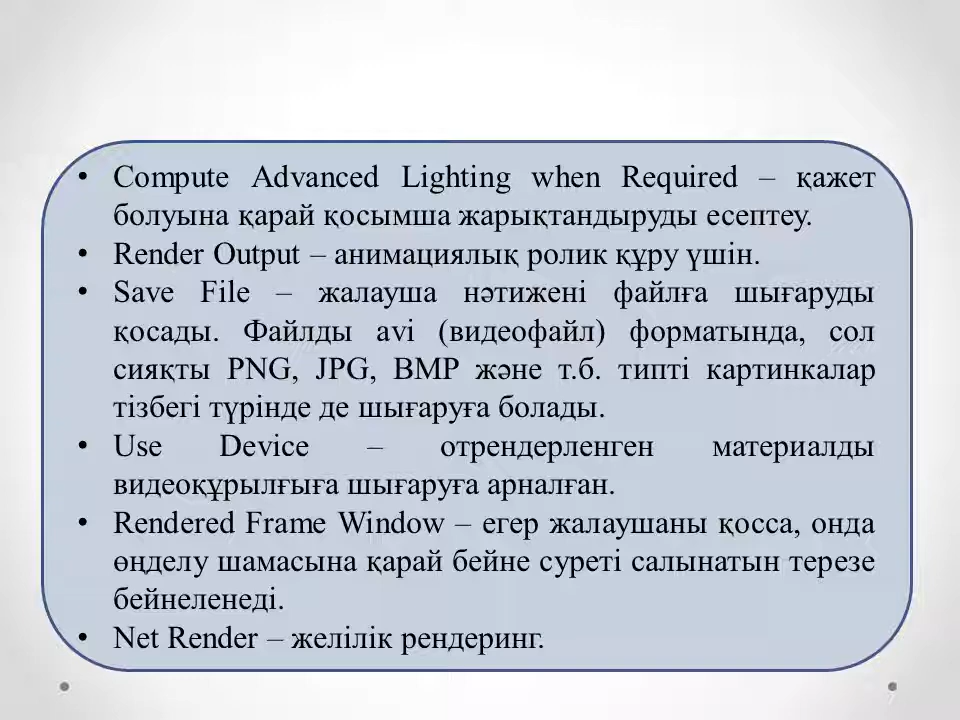 • Compute Advanced Lighting when Required – қажет
болуына қарай қосымша жарықтандыруды есептеу.
• Render Output – анимациялық ролик құру үшін.
• Save File – жалауша нәтижені файлға шығаруды
қосады. Файлды avi (видеофайл) форматында, сол
сияқты PNG, JPG, BMP және т.б. типті картинкалар
тізбегі түрінде де шығаруға болады.
• Use Device – отрендерленген материалды
видеоқұрылғыға шығаруға арналған.
• Rendered Frame Window – егер жалаушаны қосса, онда
өңделу шамасына қарай бейне суреті салынатын терезе
бейнеленеді.
• Net Render – желілік рендеринг.